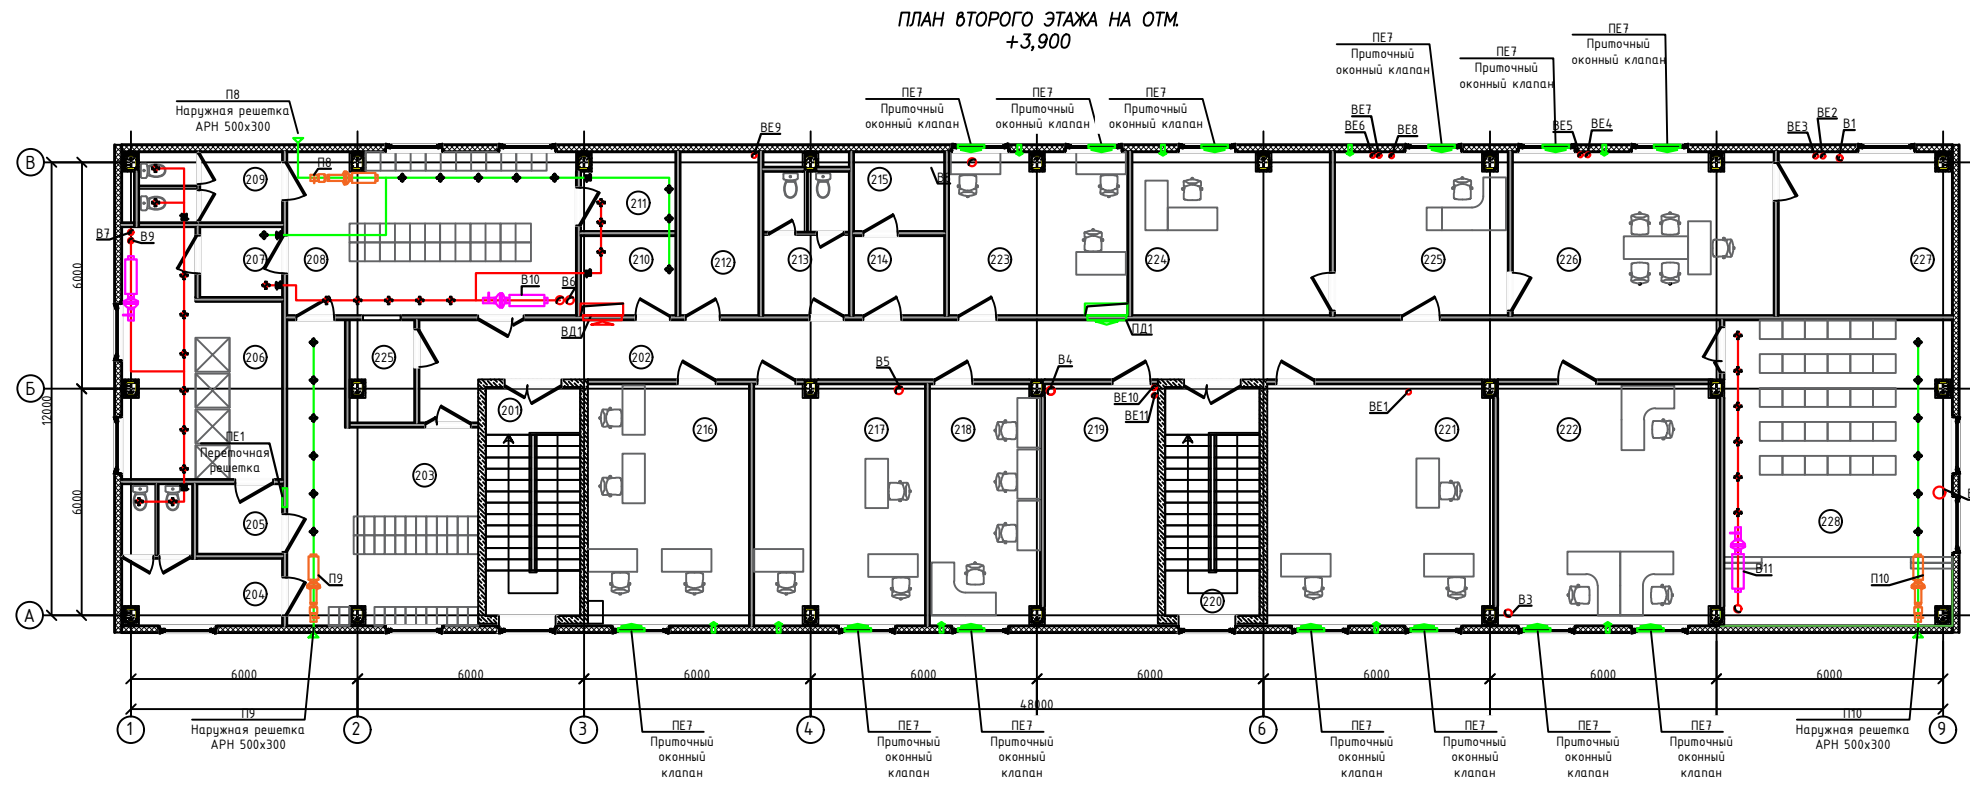 ПЛАН ВТОРОГО ЭТАЖА НА ОТМ.
+3,900
ПЕ7
Приточный
оконный клапан
ПЕ7
Приточный
оконный клапан
ПЕ7
Приточный
оконный клапан
П8
Наружная решетка
АРН 500х300
ПЕ7
Приточный
оконный клапан
ПЕ7
Приточный
оконный клапан
ПЕ7
Приточный
оконный клапан
ВЕ9
ВЕ7
ВЕ6
ВЕ8
ВЕ5
ВЕ4
ВЕ3
ВЕ2
В1
В
П8
209
215
211
В7
В9
207
208
210
212
213
214
223
224
225
226
227
В10
В6
ВД1
ПД1
6000
206
225
202
В5
В4
Б
12000
201
ВЕ10
ВЕ11
ВЕ1
216
217
218
219
221
222
ПЕ1
Переточная
решетка
203
6000
205
228
П9
В11
П10
204
220
В3
А
6000
6000
6000
6000
6000
6000
6000
6000
48000
1
2
3
4
6
9
П9
Наружная решетка
АРН 500х300
ПЕ7
Приточный
оконный
клапан
ПЕ7
Приточный
оконный
клапан
ПЕ7
Приточный
оконный
клапан
ПЕ7
Приточный
оконный
клапан
ПЕ7
Приточный
оконный
клапан
ПЕ7
Приточный
оконный
клапан
ПЕ7
Приточный
оконный
клапан
П10
Наружная решетка
АРН 500х300